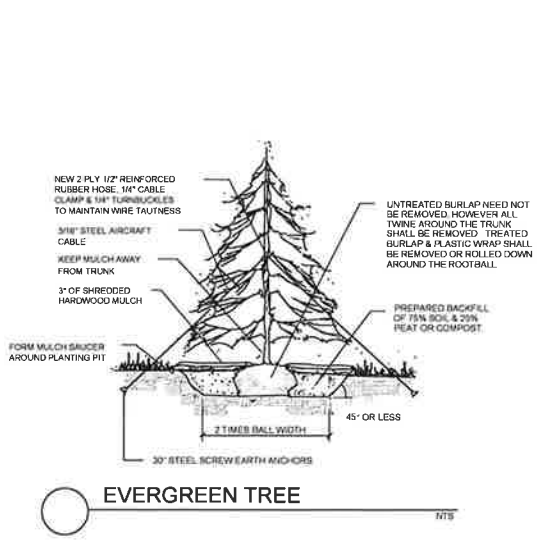 NEW 2 PLY 1/2" REINFORCED
RUBBER HOSE, 1/4" CABLE
CLAMP & 1/4" TURNBUCKLES
TO MAINTAIN WIRE TAUTNESS
3/16" STEEL AIRCRAFT
CABLE
KEEP MULCH AWAY
FROM TRUNK
3" OF SHREDDED
HARDWOOD MULCH
FORM MULCH SAUCER
AROUND PLANTING PIT
UNTREATED BURLAP NEED NOT
BE REMOVED, HOWEVER ALL
TWINE AROUND THE TRUNK
SHALL BE REMOVED. TREATED
BURLAP & PLASTIC WRAP SHALL
BE REMOVED OR ROLLED DOWN
AROUND THE ROOTBALL
PREPARED BACKFILL
OF 75% SOIL & 25%
PEAT OR COMPOST.
45° OR LESS
2 TIMES BALL WIDTH
30" STEEL SCREW EARTH ANCHORS
EVERGREEN TREE
NTS